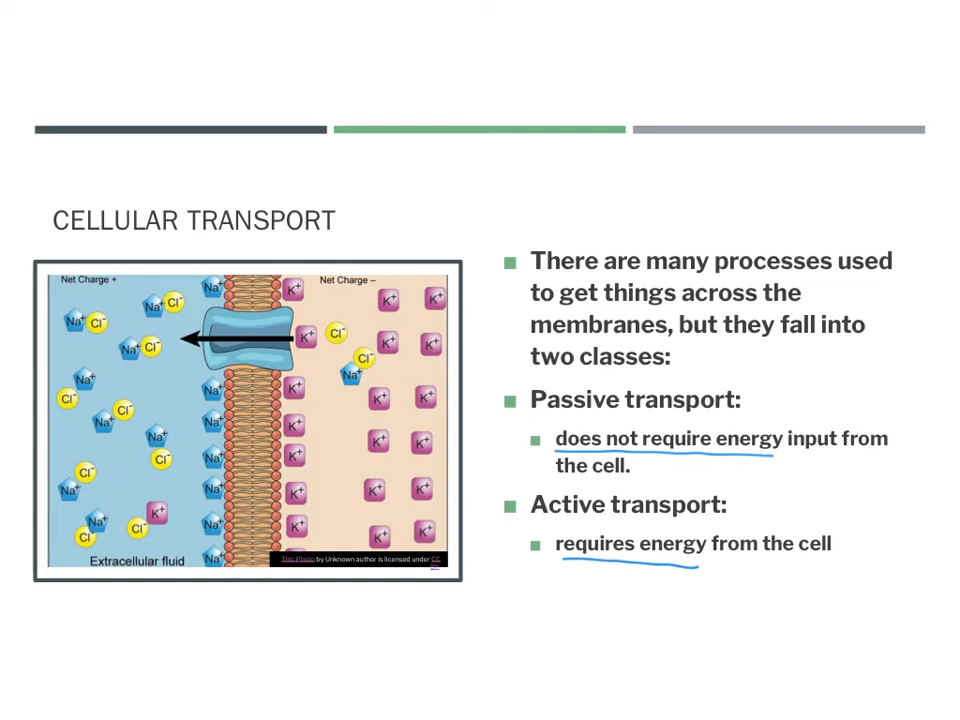 CELLULAR TRANSPORT
Net Charge +
Net Charge –
Na⁺
K⁺
K⁺
K⁺
Na⁺ Cl⁻
Na⁺ Cl⁻
K⁺
Cl⁻
K⁺
K⁺
Na⁺ Cl⁻
Cl⁻
Na⁺
Na⁺
Na⁺
K⁺
Cl⁻
K⁺
K⁺
Na⁺ Cl⁻
Na⁺
K⁺
Na⁺
K⁺
K⁺
Cl⁻
Na⁺
K⁺
Cl⁻
Na⁺
Na⁺
K⁺
K⁺
K⁺
K⁺
Na⁺
Cl⁻
Na⁺
K⁺
K⁺
K⁺
Cl⁻
Na⁺
Extracellular fluid
This Photo by Unknown author is licensed under CC
There are many processes used
to get things across the
membranes, but they fall into
two classes:
Passive transport:
does not require energy input from
the cell.
Active transport:
requires energy from the cell